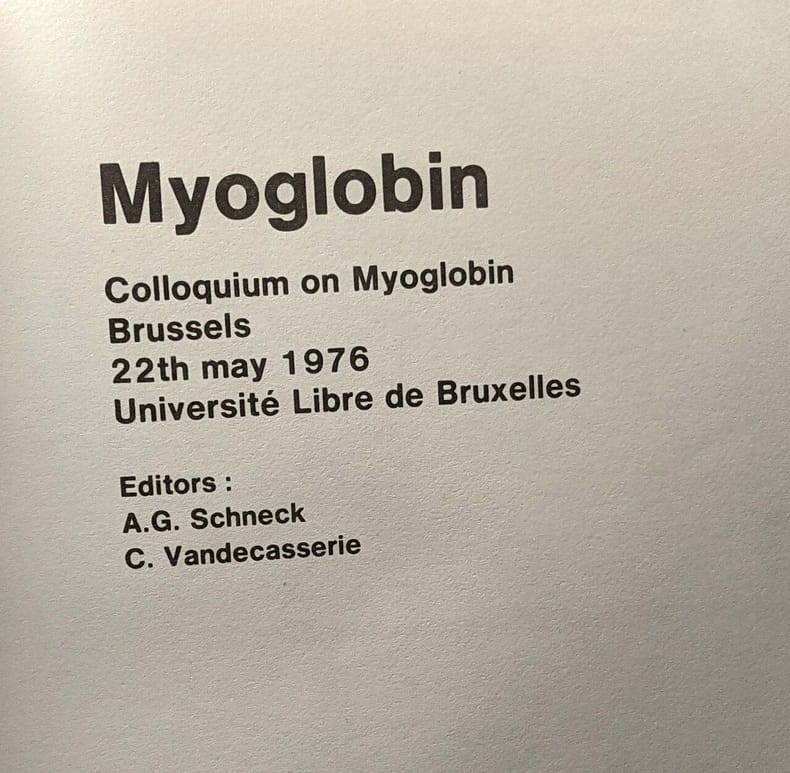 Myoglobin
Colloquium on Myoglobin
Brussels
22th may 1976
Université Libre de Bruxelles
Editors :
A.G. Schneck
C. Vandecasserie